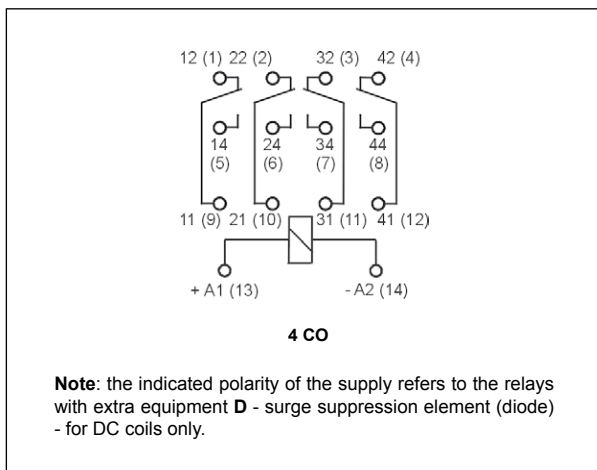 12 (1) 22 (2) 32 (3) 42 (4)
14 24 34 44
(5) (6) (7) (8)
11 (9) 21 (10) 31 (11) 41 (12)
+ A1 (13) - A2 (14)
4 CO
Note: the indicated polarity of the supply refers to the relays
with extra equipment D - surge suppression element (diode)
- for DC coils only.